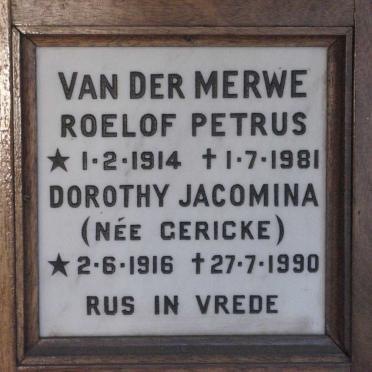 VAN DER MERWE
ROELOF PETRUS
★ 1·2·1914 ✝ 1·7·1981
DOROTHY JACOMINA
(NÉE GERICKE)
★ 2·6·1916 ✝ 27·7·1990
RUS IN VREDE